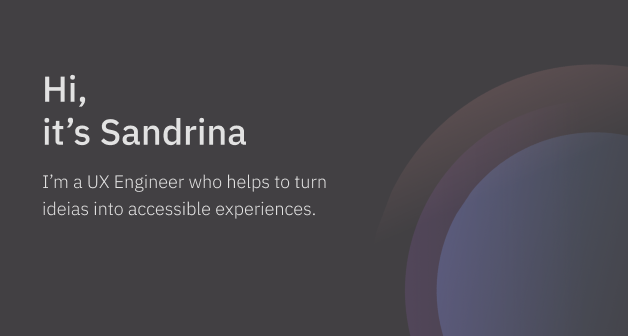 Hi,
it’s Sandrina
I’m a UX Engineer who helps to turn
ideias into accessible experiences.